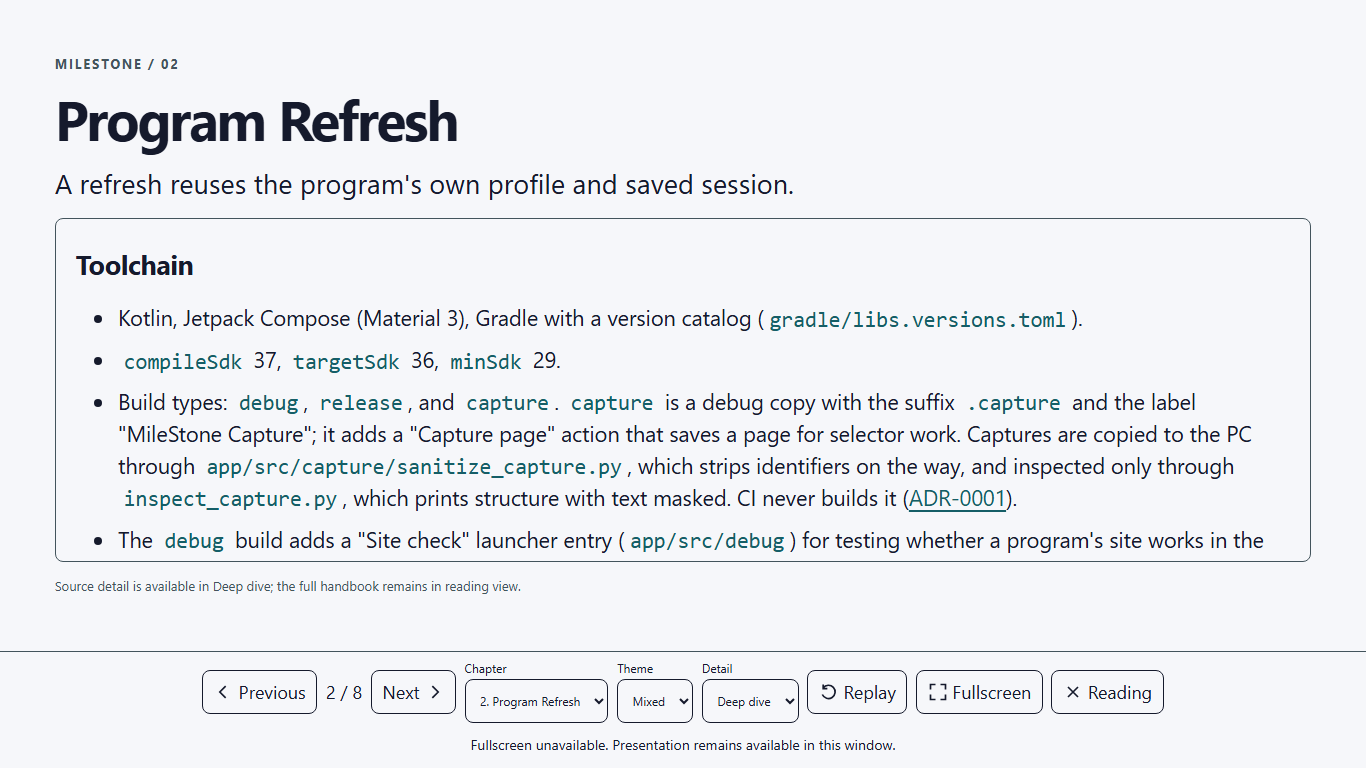 MILESTONE / 02
Program Refresh
A refresh reuses the program's own profile and saved session.
Toolchain
• Kotlin, Jetpack Compose (Material 3), Gradle with a version catalog ( gradle/libs.versions.toml ).
• compileSdk 37, targetSdk 36, minSdk 29.
• Build types: debug , release , and capture . capture is a debug copy with the suffix .capture and the label
"MileStone Capture"; it adds a "Capture page" action that saves a page for selector work. Captures are copied to the PC
through app/src/capture/sanitize_capture.py , which strips identifiers on the way, and inspected only through
inspect_capture.py , which prints structure with text masked. CI never builds it (ADR-0001).
• The debug build adds a "Site check" launcher entry ( app/src/debug ) for testing whether a program's site works in the
Source detail is available in Deep dive; the full handbook remains in reading view.
Chapter Theme Detail
Previous 2 / 8 Next 2. Program Refresh Mixed Deep dive Replay Fullscreen Reading
Fullscreen unavailable. Presentation remains available in this window.